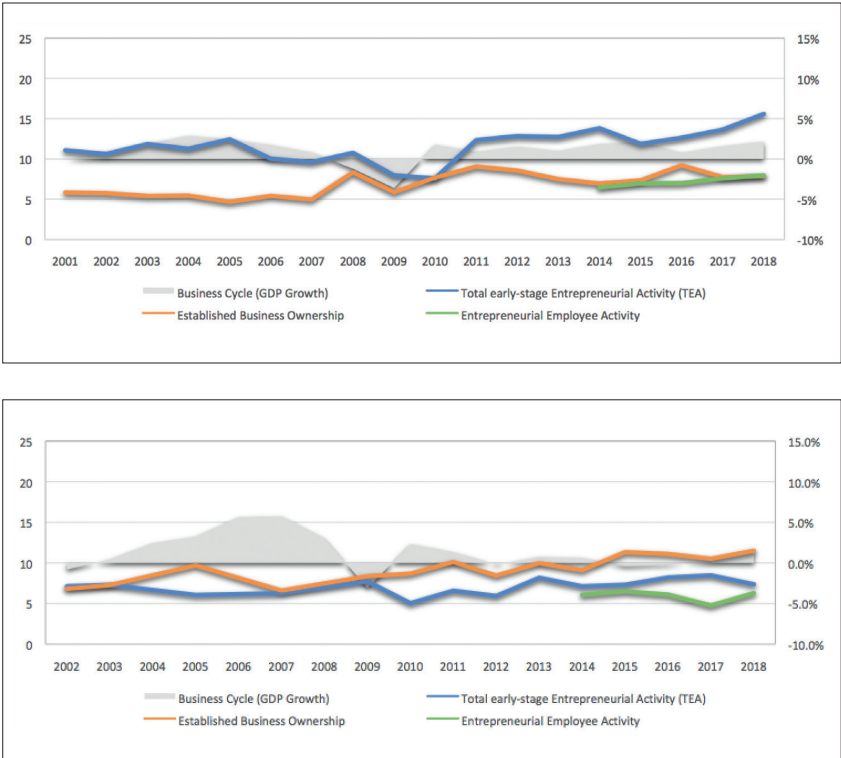 25 15%
20 10%
15 5%
10 0%
5 -5%
0 -10%
2001 2002 2003 2004 2005 2006 2007 2008 2009 2010 2011 2012 2013 2014 2015 2016 2017 2018
Business Cycle (GDP Growth) Total early-stage Entrepreneurial Activity (TEA)
Established Business Ownership Entrepreneurial Employee Activity
25 15.0%
20 10.0%
15 5.0%
10 0.0%
5 -5.0%
0 -10.0%
2002 2003 2004 2005 2006 2007 2008 2009 2010 2011 2012 2013 2014 2015 2016 2017 2018
Business Cycle (GDP Growth) Total early-stage Entrepreneurial Activity (TEA)
Established Business Ownership Entrepreneurial Employee Activity